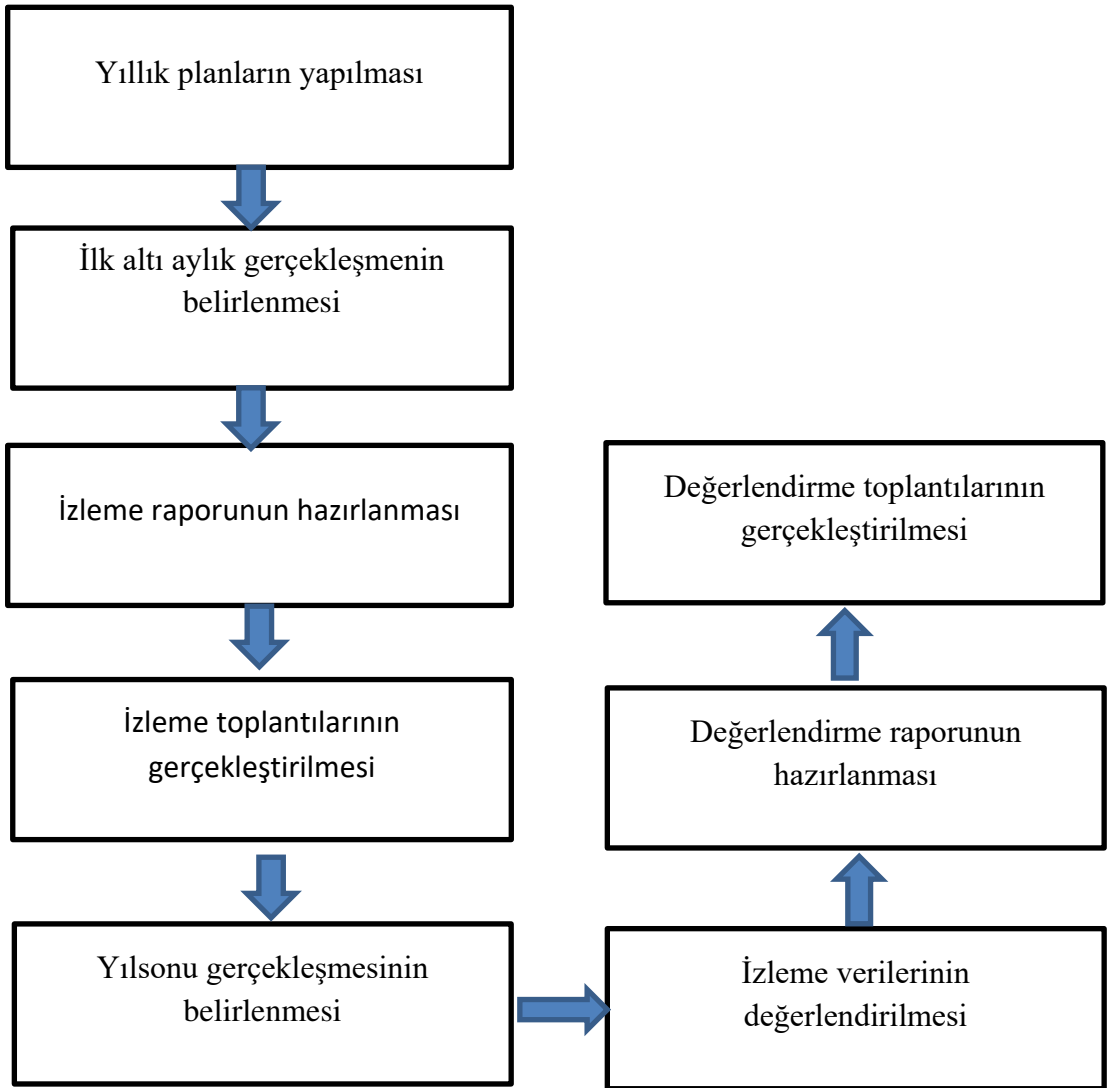 Yıllık planların yapılması
İlk altı aylık gerçekleşmenin
belirlenmesi
İzleme raporunun hazırlanması
İzleme toplantılarının
gerçekleştirilmesi
Yılsonu gerçekleşmesinin
belirlenmesi
İzleme verilerinin
değerlendirilmesi
Değerlendirme raporunun
hazırlanması
Değerlendirme toplantılarının
gerçekleştirilmesi